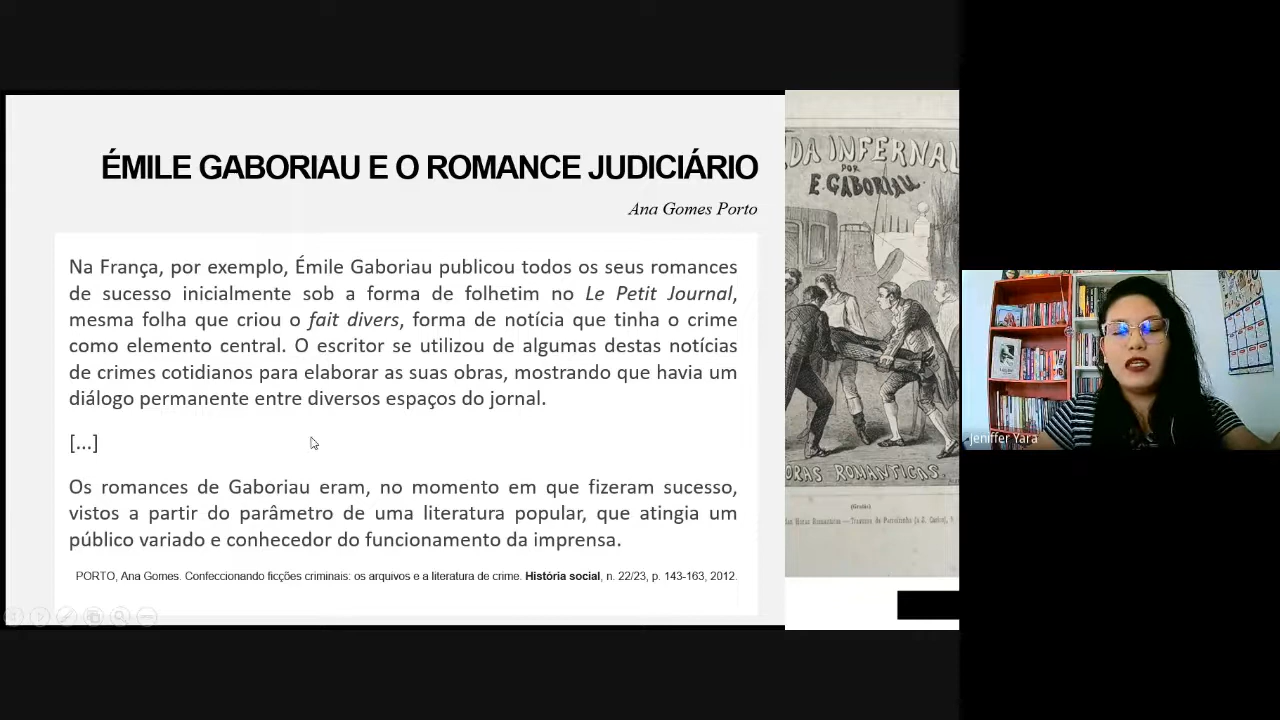 ÉMILE GABORIAU E O ROMANCE JUDICIÁRIO
Ana Gomes Porto
Na França, por exemplo, Émile Gaboriau publicou todos os seus romances
de sucesso inicialmente sob a forma de folhetim no Le Petit Journal,
mesma folha que criou o fait divers, forma de notícia que tinha o crime
como elemento central. O escritor se utilizou de algumas destas notícias
de crimes cotidianos para elaborar as suas obras, mostrando que havia um
diálogo permanente entre diversos espaços do jornal.
[...]
Os romances de Gaboriau eram, no momento em que fizeram sucesso,
vistos a partir do parâmetro de uma literatura popular, que atingia um
público variado e conhecedor do funcionamento da imprensa.
PORTO, Ana Gomes. Confeccionando ficções criminais: os arquivos e a literatura de crime. História social, n. 22/23, p. 143-163, 2012.
DA INFERNAL
POR
E. GABORIAU.
OBRAS ROMANTICAS.
Jeniffer Yara